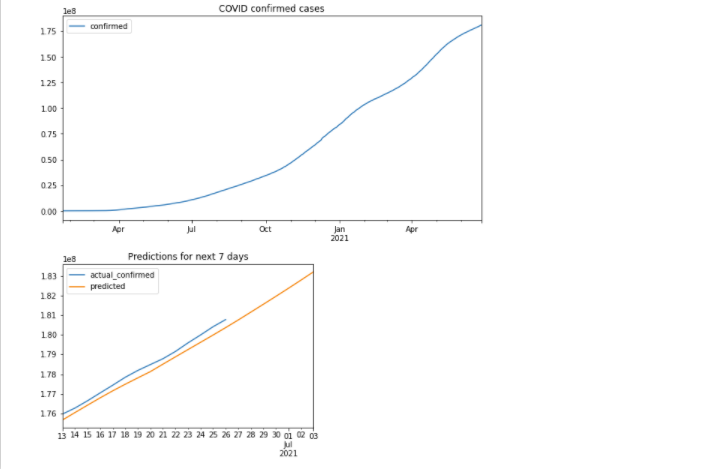 COVID confirmed cases
1e8
confirmed
1.75
1.50
1.25
1.00
0.75
0.50
0.25
0.00
Apr Jul Oct Jan Apr
2021
Predictions for next 7 days
1e8
actual_confirmed
predicted
1.83
1.82
1.81
1.80
1.79
1.78
1.77
1.76
13 14 15 16 17 18 19 20 21 22 23 24 25 26 27 28 29 30 01 02 03
Jul
2021